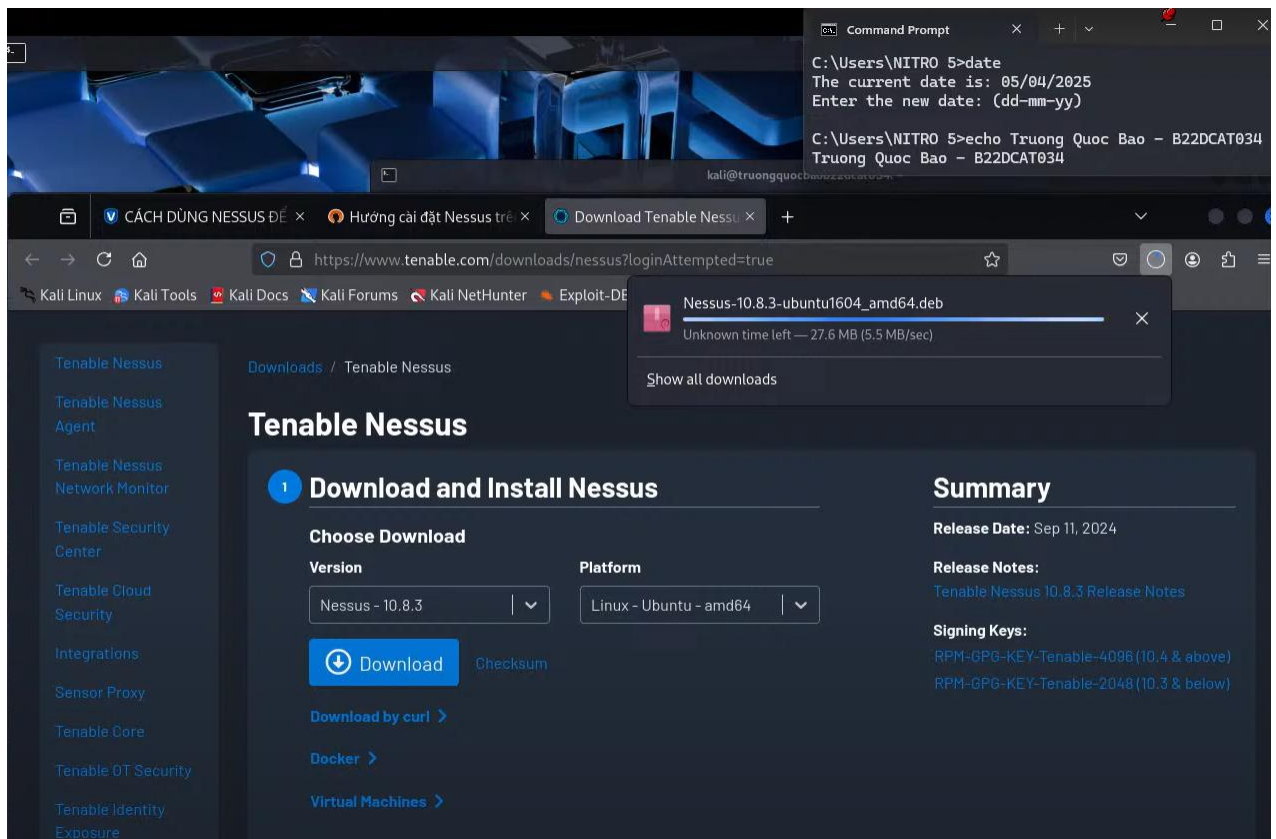 Command Prompt
C:\Users\NITRO 5>date
The current date is: 05/04/2025
Enter the new date: (dd-mm-yy)
C:\Users\NITRO 5>echo Truong Quoc Bao - B22DCAT034
Truong Quoc Bao - B22DCAT034
CÁCH DÙNG NESSUS ĐỂ
Hướng cài đặt Nessus trê
Download Tenable Nessu
https://www.tenable.com/downloads/nessus?loginAttempted=true
Kali Linux Kali Tools Kali Docs Kali Forums Kali NetHunter Exploit-DB
Nessus-10.8.3-ubuntu1604_amd64.deb
Unknown time left — 27.6 MB (5.5 MB/sec)
Show all downloads
Tenable Nessus
Tenable Nessus
Agent
Tenable Nessus
Network Monitor
Tenable Security
Center
Tenable Cloud
Security
Integrations
Sensor Proxy
Tenable Core
Tenable OT Security
Tenable Identity
Exposure
Downloads / Tenable Nessus
Tenable Nessus
1 Download and Install Nessus
Choose Download
Version
Platform
Nessus - 10.8.3
Linux - Ubuntu - amd64
Download
Checksum
Download by curl
Docker
Virtual Machines
Summary
Release Date: Sep 11, 2024
Release Notes:
Tenable Nessus 10.8.3 Release Notes
Signing Keys:
RPM-GPG-KEY-Tenable-4096 (10.4 & above)
RPM-GPG-KEY-Tenable-2048 (10.3 & below)